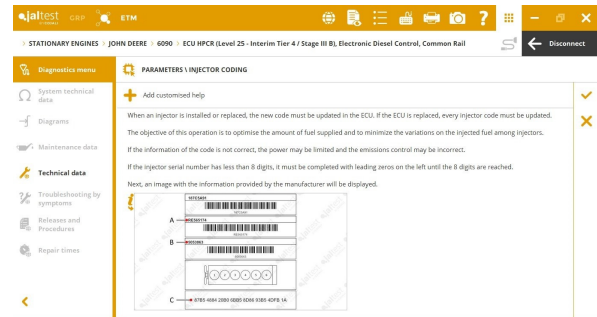 jaltest GRP ETM ?
> STATIONARY ENGINES > JOHN DEERE > 6090 > ECU HPCR (Level 25 - Interim Tier 4 / Stage III B), Electronic Diesel Control, Common Rail
Disconnect
Diagnostics menu
PARAMETERS \ INJECTOR CODING
System technical
data
Diagrams
Maintenance data
Technical data
Troubleshooting by
symptoms
Releases and
Procedures
Repair times
Add customised help
When an injector is installed or replaced, the new code must be updated in the ECU. If the ECU is replaced, every injector code must be updated.
The objective of this operation is to optimise the amount of fuel supplied and to minimize the variations on the injected fuel among injectors.
If the information of the code is not correct, the power may be limited and the emissions control may be incorrect.
If the injector serial number has less than 8 digits, it must be completed with leading zeros on the left until the 8 digits are reached.
Next, an image with the information provided by the manufacturer will be displayed.
A
B
1 2 3 4 5 6
C